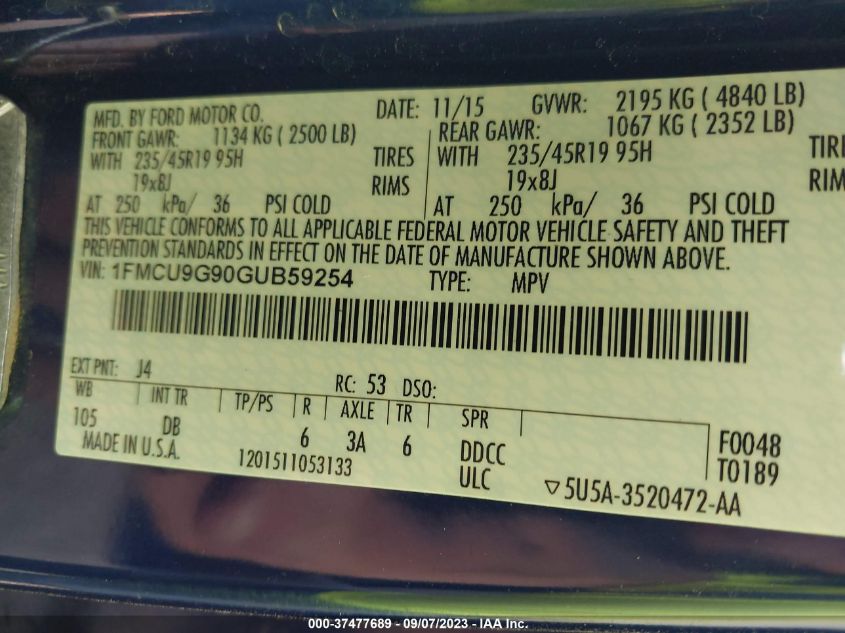 MFD. BY FORD MOTOR CO. DATE: 11/15 GVWR: 2195 KG ( 4840 LB)
FRONT GAWR: 1134 KG ( 2500 LB) REAR GAWR: 1067 KG ( 2352 LB)
WITH 235/45R19 95H TIRES WITH 235/45R19 95H TIRE
19x8J RIMS 19x8J RIM
AT 250 kPa/ 36 PSI COLD AT 250 kPa/ 36 PSI COLD
THIS VEHICLE CONFORMS TO ALL APPLICABLE FEDERAL MOTOR VEHICLE SAFETY AND THEFT
PREVENTION STANDARDS IN EFFECT ON THE DATE OF MANUFACTURE SHOWN ABOVE.
VIN: 1FMCU9G90GUB59254 TYPE: MPV
EXT PNT: J4 RC: 53 DSO:
WB INT TR TP/PS R AXLE TR SPR
105 DB 6 3A 6 DDCC F0048
MADE IN U.S.A. 1201511053133 ULC T0189
▽5U5A-3520472-AA
000-37477689 - 09/07/2023 - IAA Inc.